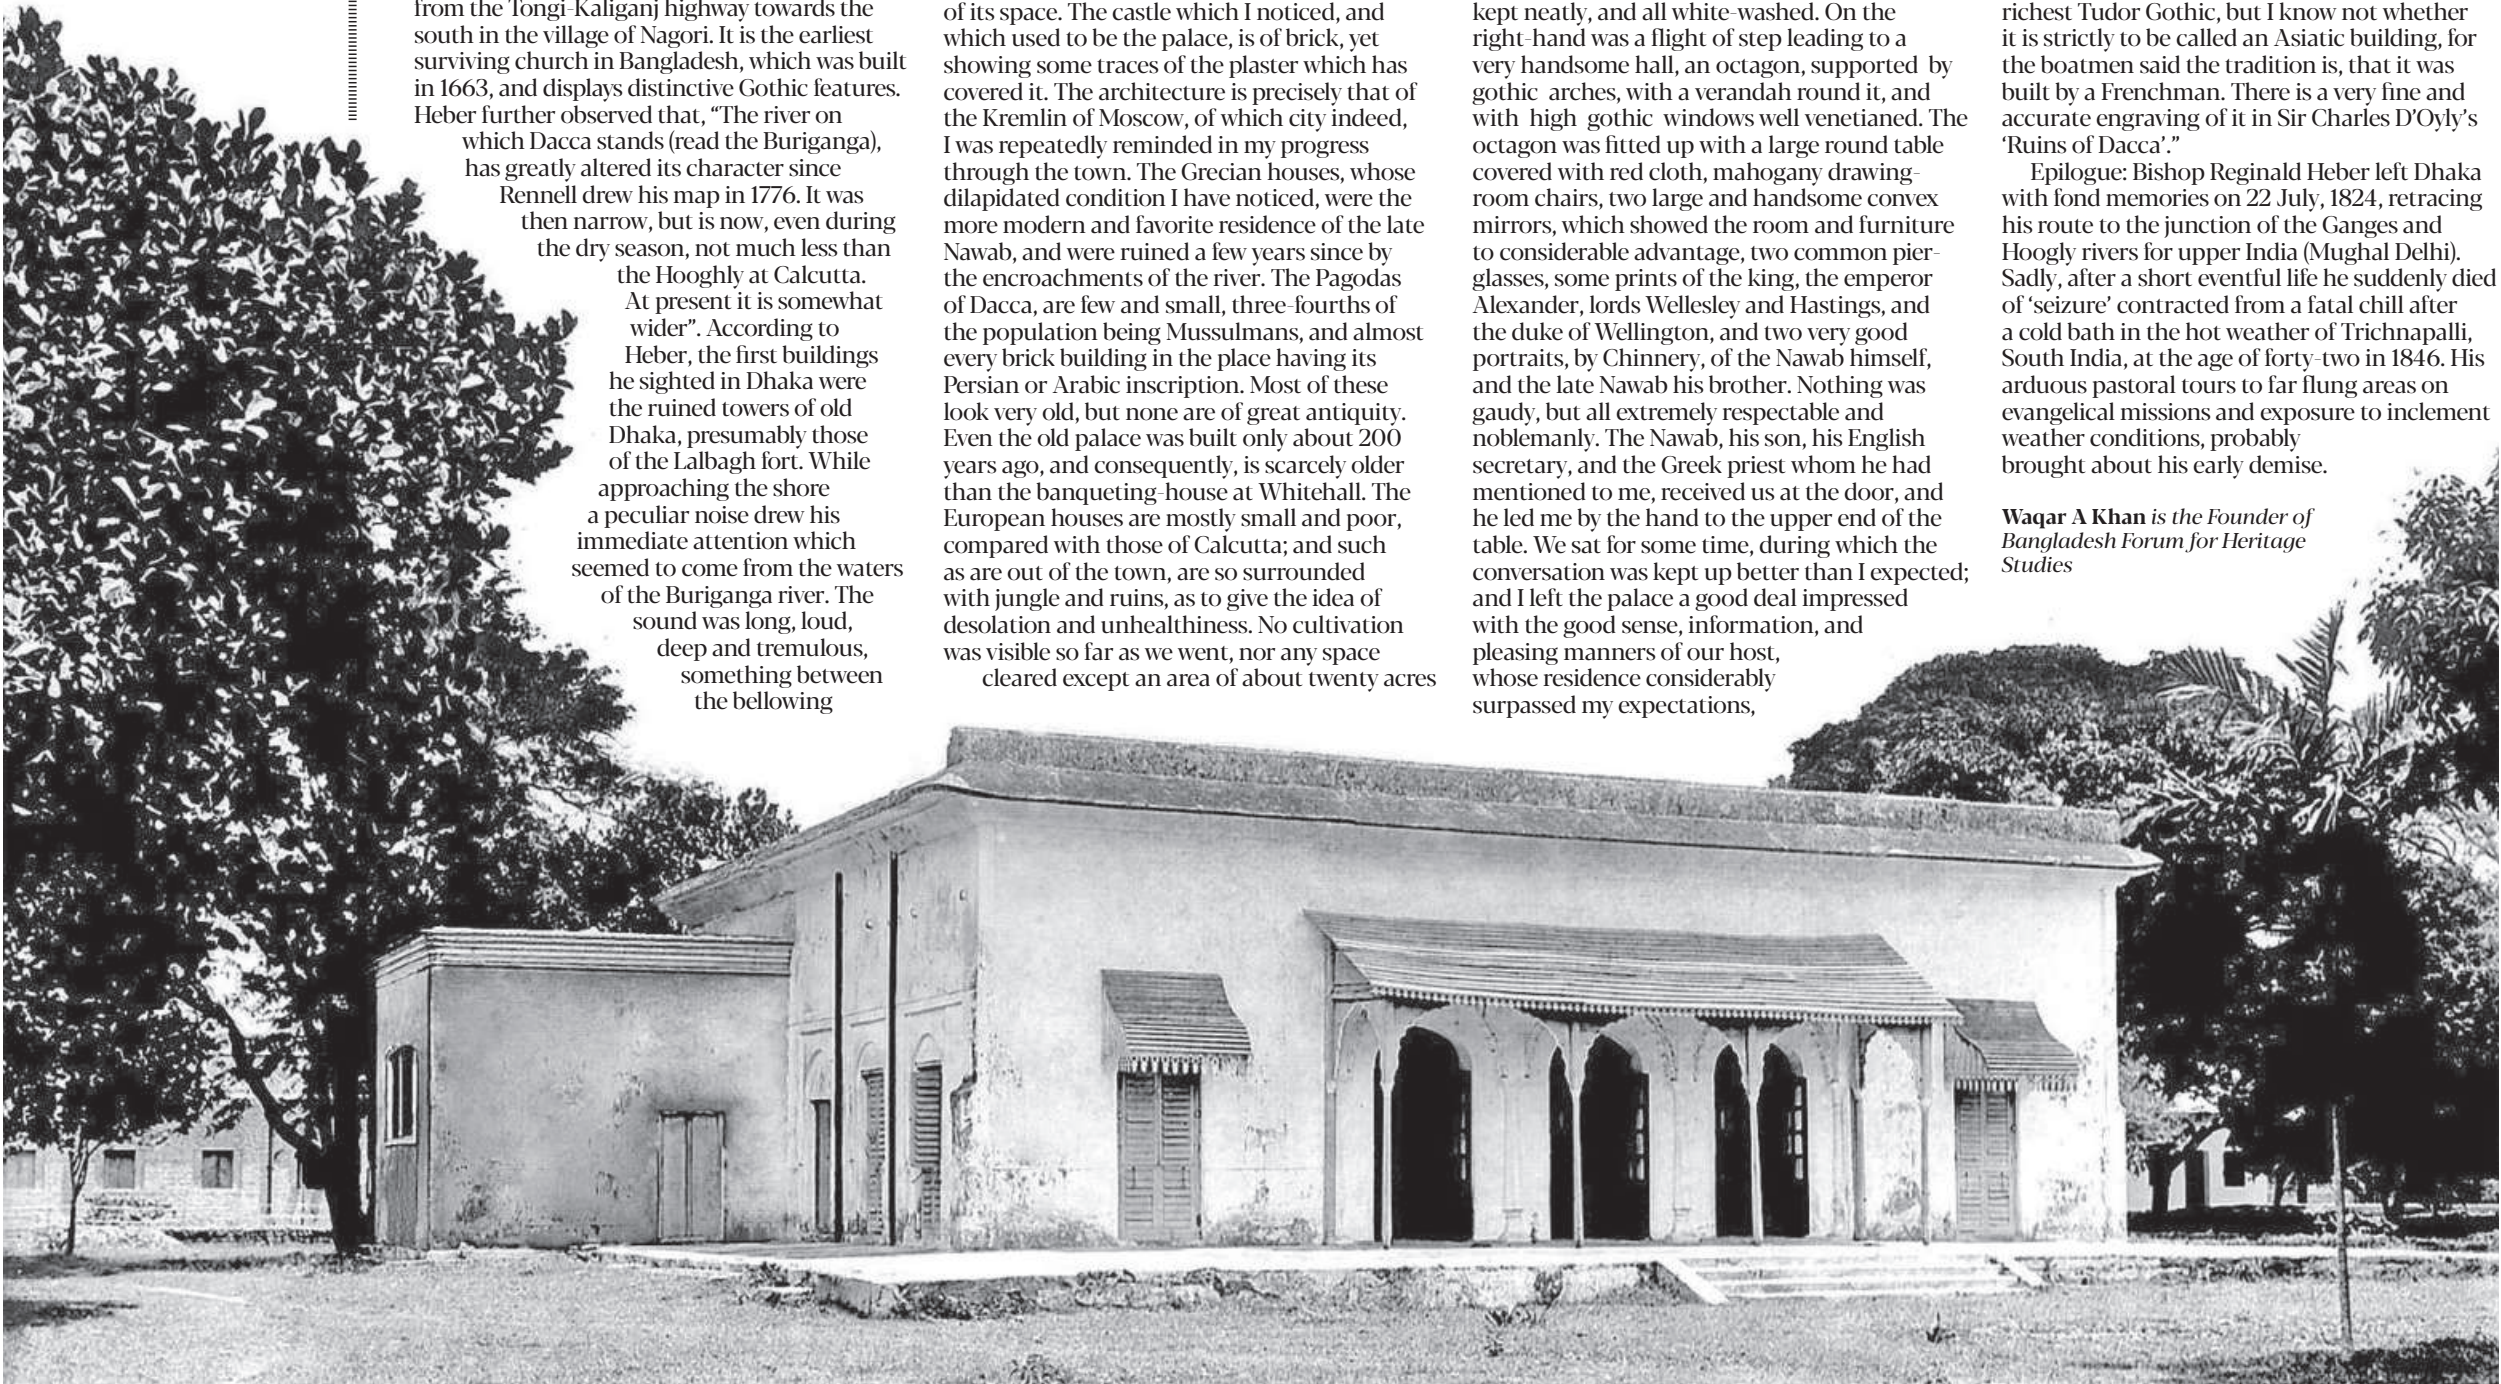 from the Tongi-Kaliganj highway towards the
south in the village of Nagori. It is the earliest
surviving church in Bangladesh, which was built
in 1663, and displays distinctive Gothic features.
Heber further observed that, “The river on
which Dacca stands (read the Buriganga),
has greatly altered its character since
Rennell drew his map in 1776. It was
then narrow, but is now, even during
the dry season, not much less than
the Hooghly at Calcutta.
At present it is somewhat
wider”. According to
Heber, the first buildings
he sighted in Dhaka were
the ruined towers of old
Dhaka, presumably those
of the Lalbagh fort. While
approaching the shore
a peculiar noise drew his
immediate attention which
seemed to come from the waters
of the Buriganga river. The
sound was long, loud,
deep and tremulous,
something between
the bellowing
of its space. The castle which I noticed, and
which used to be the palace, is of brick, yet
showing some traces of the plaster which has
covered it. The architecture is precisely that of
the Kremlin of Moscow, of which city indeed,
I was repeatedly reminded in my progress
through the town. The Grecian houses, whose
dilapidated condition I have noticed, were the
more modern and favorite residence of the late
Nawab, and were ruined a few years since by
the encroachments of the river. The Pagodas
of Dacca, are few and small, three-fourths of
the population being Mussulmans, and almost
every brick building in the place having its
Persian or Arabic inscription. Most of these
look very old, but none are of great antiquity.
Even the old palace was built only about 200
years ago, and consequently, is scarcely older
than the banqueting-house at Whitehall. The
European houses are mostly small and poor,
compared with those of Calcutta; and such
as are out of the town, are so surrounded
with jungle and ruins, as to give the idea of
desolation and unhealthiness. No cultivation
was visible so far as we went, nor any space
cleared except an area of about twenty acres
kept neatly, and all white-washed. On the
right-hand was a flight of step leading to a
very handsome hall, an octagon, supported by
gothic arches, with a verandah round it, and
with high gothic windows well venetianed. The
octagon was fitted up with a large round table
covered with red cloth, mahogany drawing-
room chairs, two large and handsome convex
mirrors, which showed the room and furniture
to considerable advantage, two common pier-
glasses, some prints of the king, the emperor
Alexander, lords Wellesley and Hastings, and
the duke of Wellington, and two very good
portraits, by Chinnery, of the Nawab himself,
and the late Nawab his brother. Nothing was
gaudy, but all extremely respectable and
noblemanly. The Nawab, his son, his English
secretary, and the Greek priest whom he had
mentioned to me, received us at the door, and
he led me by the hand to the upper end of the
table. We sat for some time, during which the
conversation was kept up better than I expected;
and I left the palace a good deal impressed
with the good sense, information, and
pleasing manners of our host,
whose residence considerably
surpassed my expectations,
richest Tudor Gothic, but I know not whether
it is strictly to be called an Asiatic building, for
the boatmen said the tradition is, that it was
built by a Frenchman. There is a very fine and
accurate engraving of it in Sir Charles D’Oyly’s
‘Ruins of Dacca’.”
Epilogue: Bishop Reginald Heber left Dhaka
with fond memories on 22 July, 1824, retracing
his route to the junction of the Ganges and
Hoogly rivers for upper India (Mughal Delhi).
Sadly, after a short eventful life he suddenly died
of ‘seizure’ contracted from a fatal chill after
a cold bath in the hot weather of Trichnapalli,
South India, at the age of forty-two in 1846. His
arduous pastoral tours to far flung areas on
evangelical missions and exposure to inclement
weather conditions, probably
brought about his early demise.
Waqar A Khan is the Founder of
Bangladesh Forum for Heritage
Studies